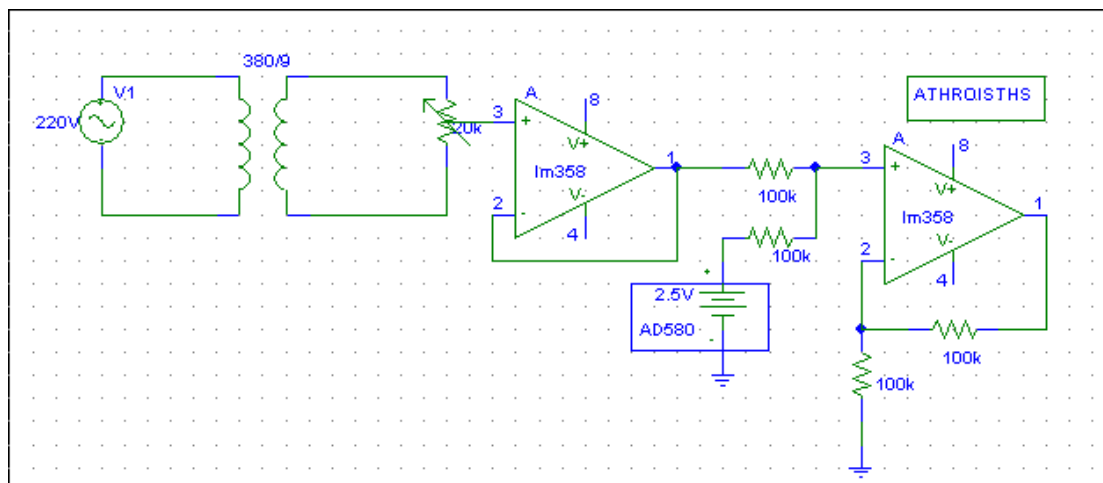 380/9
V1
220V
20k
3
A
8
+
V+
lm358
V-
-
2
4
1
100k
100k
+
2.5V
AD580
-
ATHROISTHS
A
8
3
+
V+
lm358
V-
-
2
4
1
100k
100k